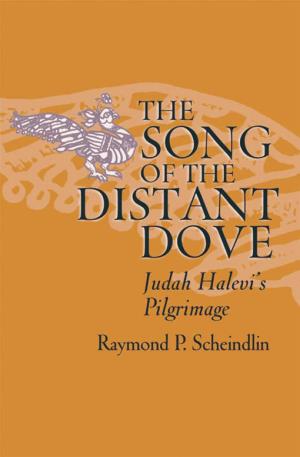 THE
SONG
OF THE
DISTANT
DOVE
Judah Halevi's
Pilgrimage
Raymond P. Scheindlin